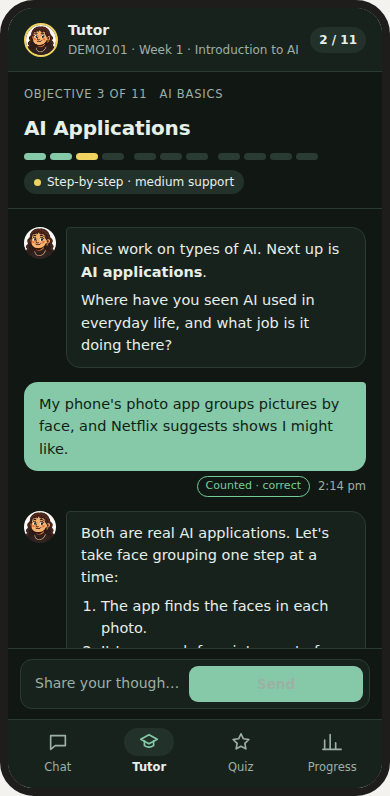 Tutor
DEMO101 · Week 1 · Introduction to AI
2 / 11
OBJECTIVE 3 OF 11 AI BASICS
AI Applications
Step-by-step · medium support
Nice work on types of AI. Next up is
AI applications.
Where have you seen AI used in
everyday life, and what job is it
doing there?
My phone's photo app groups pictures by
face, and Netflix suggests shows I might
like.
Counted · correct 2:14 pm
Both are real AI applications. Let's
take face grouping one step at a
time:
1. The app finds the faces in each
photo.
Share your though...
Send
Chat
Tutor
Quiz
Progress